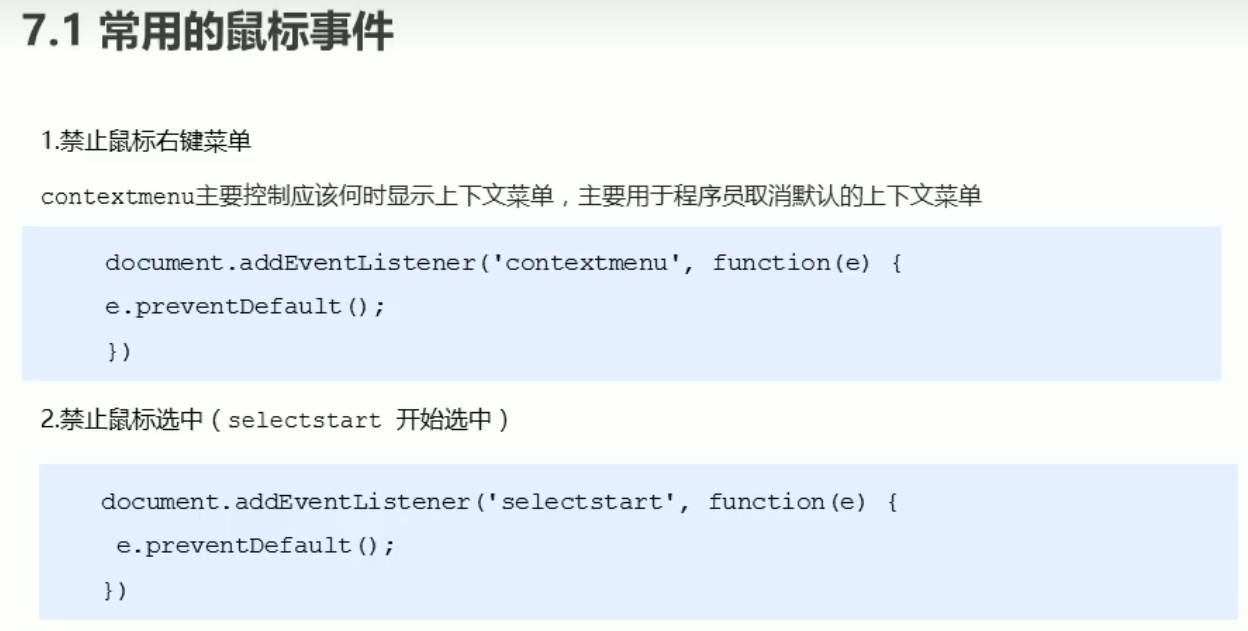 7.1 常用的鼠标事件
1.禁止鼠标右键菜单
contextmenu主要控制应该何时显示上下文菜单，主要用于程序员取消默认的上下文菜单
document.addEventListener('contextmenu', function(e) {
e.preventDefault();
})
2.禁止鼠标选中（selectstart 开始选中）
document.addEventListener('selectstart', function(e) {
e.preventDefault();
})